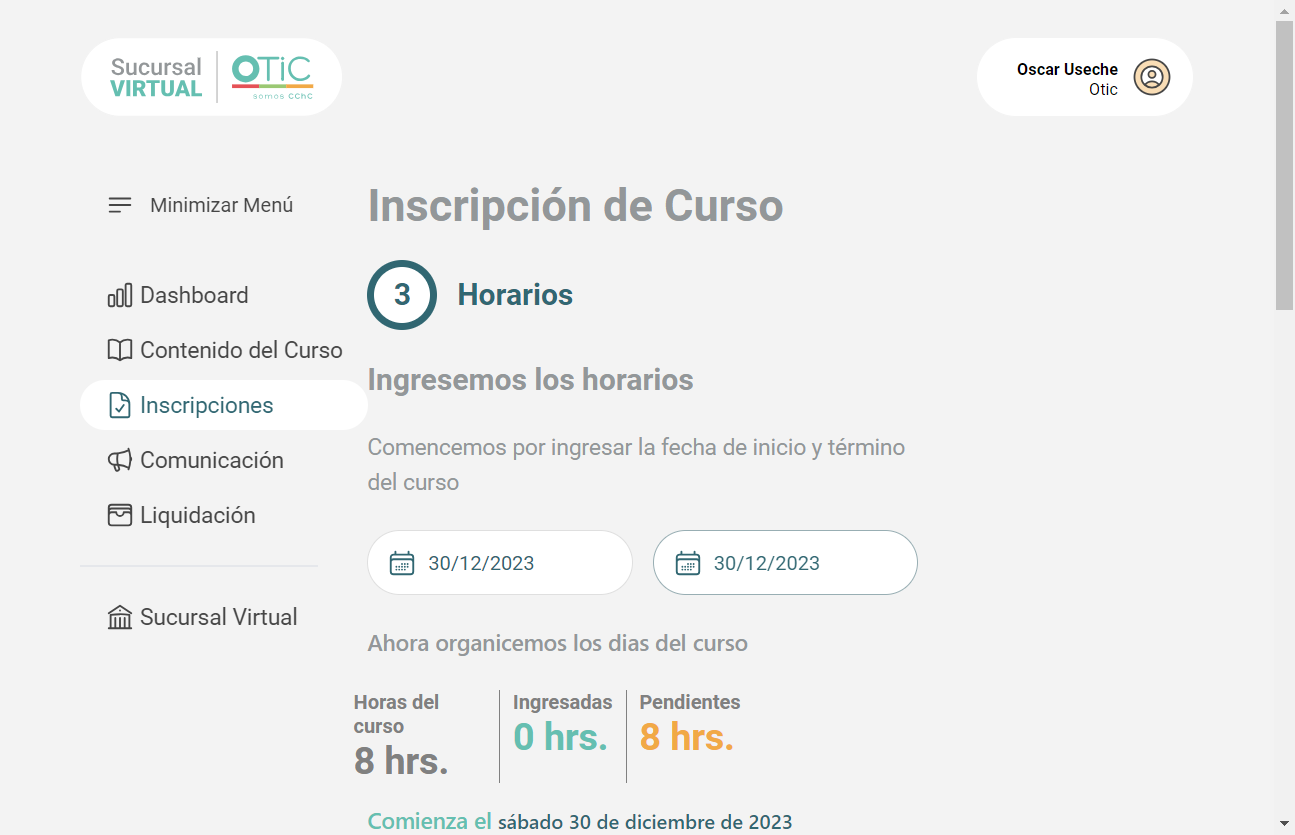 Sucursal
VIRTUAL
OTiC
somos CChC
Oscar Useche
Otic
Minimizar Menú
Dashboard
Contenido del Curso
Inscripciones
Comunicación
Liquidación
Sucursal Virtual
Inscripción de Curso
3
Horarios
Ingresemos los horarios
Comencemos por ingresar la fecha de inicio y término
del curso
30/12/2023
30/12/2023
Ahora organicemos los dias del curso
Horas del
curso
8 hrs.
Ingresadas
0 hrs.
Pendientes
8 hrs.
Comienza el sábado 30 de diciembre de 2023